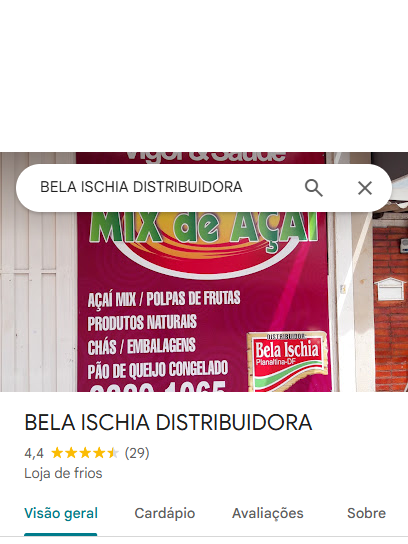 Vigor & Saúde
BELA ISCHIA DISTRIBUIDORA
MIX de AÇAÍ
AÇAÍ MIX / POLPAS DE FRUTAS
PRODUTOS NATURAIS
CHÁS / EMBALAGENS
PÃO DE QUEIJO CONGELADO
DISTRIBUIDOR
Bela Ischia
Planaltina-DF
BELA ISCHIA DISTRIBUIDORA
4,4 (29)
Loja de frios
Visão geral Cardápio Avaliações Sobre